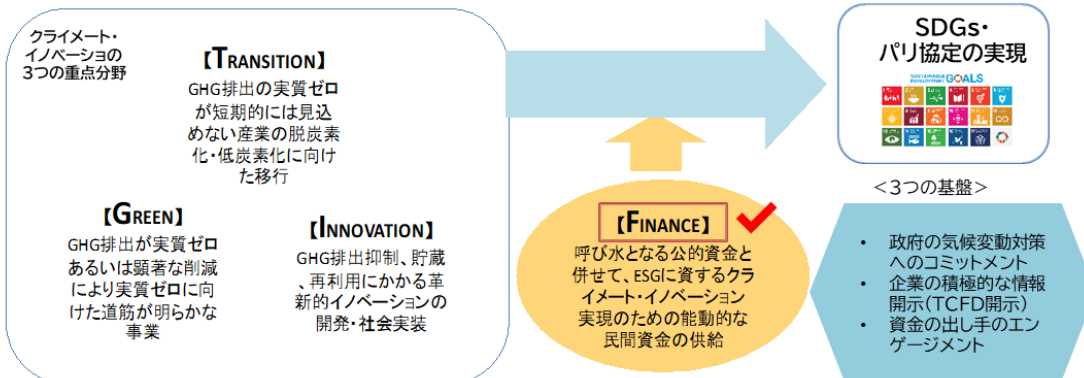 クライメート・
イノベーショの
3つの重点分野
【TRANSITION】
GHG排出の実質ゼロ
が短期的には見込
めない産業の脱炭素
化・低炭素化に向け
た移行
【GREEN】
GHG排出が実質ゼロ
あるいは顕著な削減
により実質ゼロに向
けた道筋が明らかな
事業
【INNOVATION】
GHG排出抑制、貯蔵
、再利用にかかる革
新的イノベーションの
開発・社会実装
【FINANCE】
呼び水となる公的資金と
併せて、ESGに資するクラ
イメート・イノベーション
実現のための能動的な
民間資金の供給
SDGs・
パリ協定の実現
SUSTAINABLE
DEVELOPMENT GOALS
<3つの基盤>
• 政府の気候変動対策
へのコミットメント
• 企業の積極的な情報
開示(TCFD開示)
• 資金の出し手のエン
ゲージメント